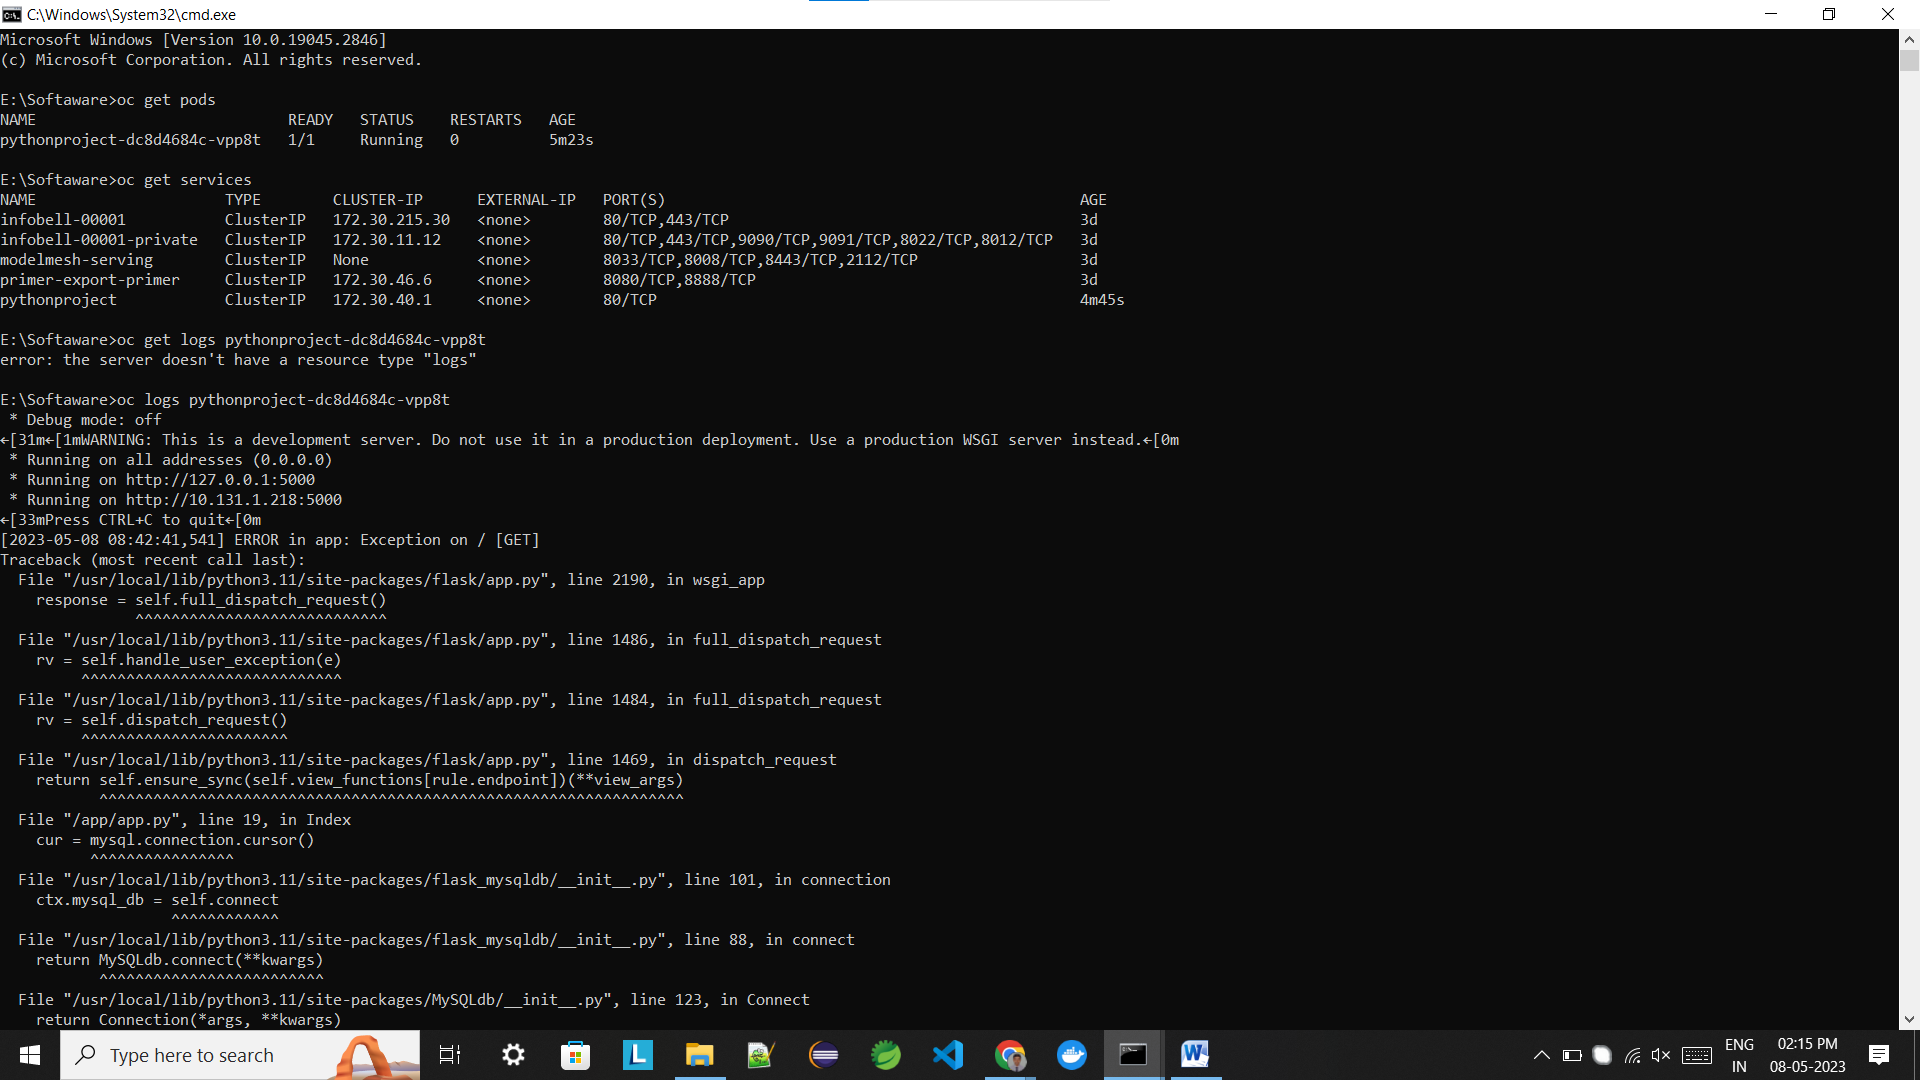 C:\Windows\System32\cmd.exe
Microsoft Windows [Version 10.0.19045.2846]
(c) Microsoft Corporation. All rights reserved.
E:\Softaware>oc get pods
NAME                            READY   STATUS    RESTARTS   AGE
pythonproject-dc8d4684c-vpp8t   1/1     Running   0          5m23s
E:\Softaware>oc get services
NAME                     TYPE        CLUSTER-IP      EXTERNAL-IP   PORT(S)                                              AGE
infobell-00001           ClusterIP   172.30.215.30   <none>        80/TCP,443/TCP                                       3d
infobell-00001-private   ClusterIP   172.30.11.12    <none>        80/TCP,443/TCP,9090/TCP,9091/TCP,8022/TCP,8012/TCP   3d
modelmesh-serving        ClusterIP   None            <none>        8033/TCP,8008/TCP,8443/TCP,2112/TCP                  3d
primer-export-primer     ClusterIP   172.30.46.6     <none>        8080/TCP,8888/TCP                                    3d
pythonproject            ClusterIP   172.30.40.1     <none>        80/TCP                                               4m45s
E:\Softaware>oc get logs pythonproject-dc8d4684c-vpp8t
error: the server doesn't have a resource type "logs"
E:\Softaware>oc logs pythonproject-dc8d4684c-vpp8t
 * Debug mode: off
←[31m←[1mWARNING: This is a development server. Do not use it in a production deployment. Use a production WSGI server instead.←[0m
 * Running on all addresses (0.0.0.0)
 * Running on http://127.0.0.1:5000
 * Running on http://10.131.1.218:5000
←[33mPress CTRL+C to quit←[0m
[2023-05-08 08:42:41,541] ERROR in app: Exception on / [GET]
Traceback (most recent call last):
  File "/usr/local/lib/python3.11/site-packages/flask/app.py", line 2190, in wsgi_app
    response = self.full_dispatch_request()
               ^^^^^^^^^^^^^^^^^^^^^^^^^^^^
  File "/usr/local/lib/python3.11/site-packages/flask/app.py", line 1486, in full_dispatch_request
    rv = self.handle_user_exception(e)
         ^^^^^^^^^^^^^^^^^^^^^^^^^^^^^
  File "/usr/local/lib/python3.11/site-packages/flask/app.py", line 1484, in full_dispatch_request
    rv = self.dispatch_request()
         ^^^^^^^^^^^^^^^^^^^^^^^
  File "/usr/local/lib/python3.11/site-packages/flask/app.py", line 1469, in dispatch_request
    return self.ensure_sync(self.view_functions[rule.endpoint])(**view_args)
           ^^^^^^^^^^^^^^^^^^^^^^^^^^^^^^^^^^^^^^^^^^^^^^^^^^^^^^^^^^^^^^^^^
  File "/app/app.py", line 19, in Index
    cur = mysql.connection.cursor()
          ^^^^^^^^^^^^^^^^
  File "/usr/local/lib/python3.11/site-packages/flask_mysqldb/__init__.py", line 101, in connection
    ctx.mysql_db = self.connect
                   ^^^^^^^^^^^^
  File "/usr/local/lib/python3.11/site-packages/flask_mysqldb/__init__.py", line 88, in connect
    return MySQLdb.connect(**kwargs)
           ^^^^^^^^^^^^^^^^^^^^^^^^^
  File "/usr/local/lib/python3.11/site-packages/MySQLdb/__init__.py", line 123, in Connect
    return Connection(*args, **kwargs)
Type here to search
L
W
ENG
IN
02:15 PM
08-05-2023